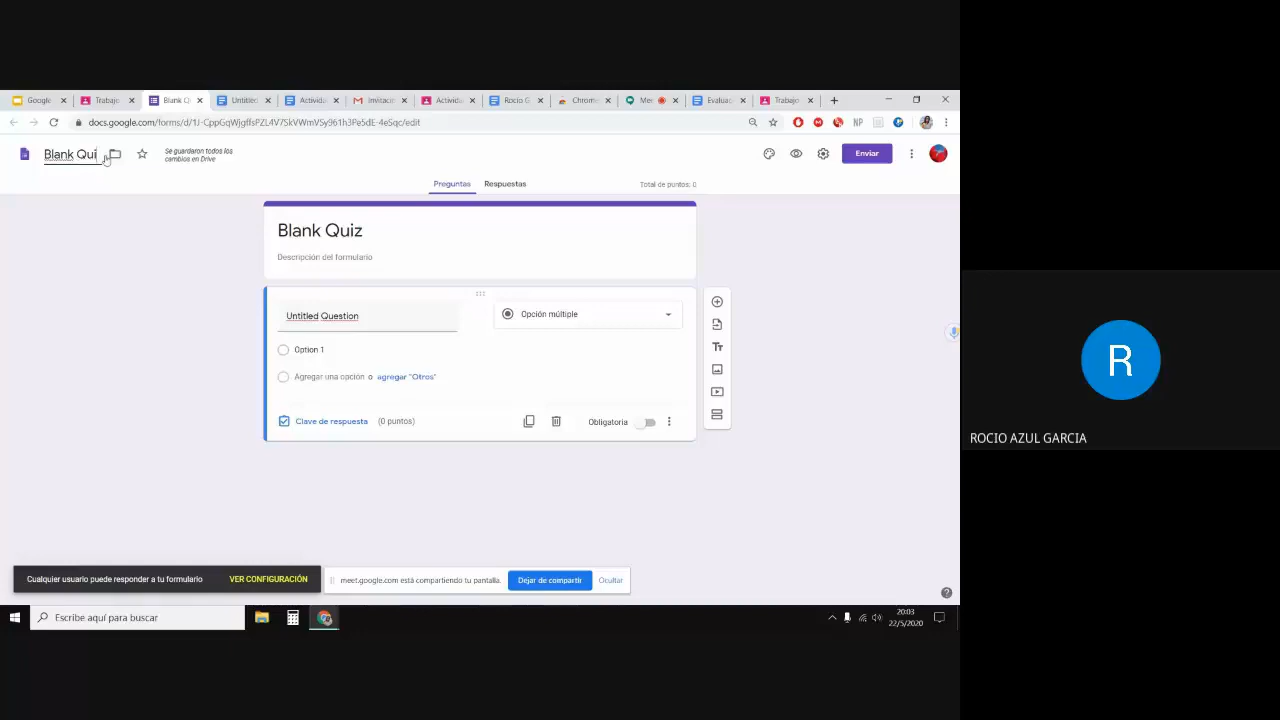 Google
Trabajo
Blank Q
Untitled
Activida
Invitació
Activida
Rocio G
Chrome
Mee
Evaluac
Trabajo
docs.google.com/forms/d/1J-CppGqWjgffsPZL4V7SkVWmVSy961h3Pe5dE-4eSqc/edit
NP
Blank Qui
Se guardaron todos los
cambios en Drive
Enviar
Preguntas
Respuestas
Total de puntos: 0
Blank Quiz
Descripción del formulario
Untitled Question
Opción múltiple
Option 1
Agregar una opción o agregar "Otros"
Clave de respuesta (0 puntos)
Obligatoria
Cualquier usuario puede responder a tu formulario
VER CONFIGURACIÓN
meet.google.com está compartiendo tu pantalla.
Dejar de compartir
Ocultar
Escribe aquí para buscar
20:03
22/5/2020
R
ROCIO AZUL GARCIA